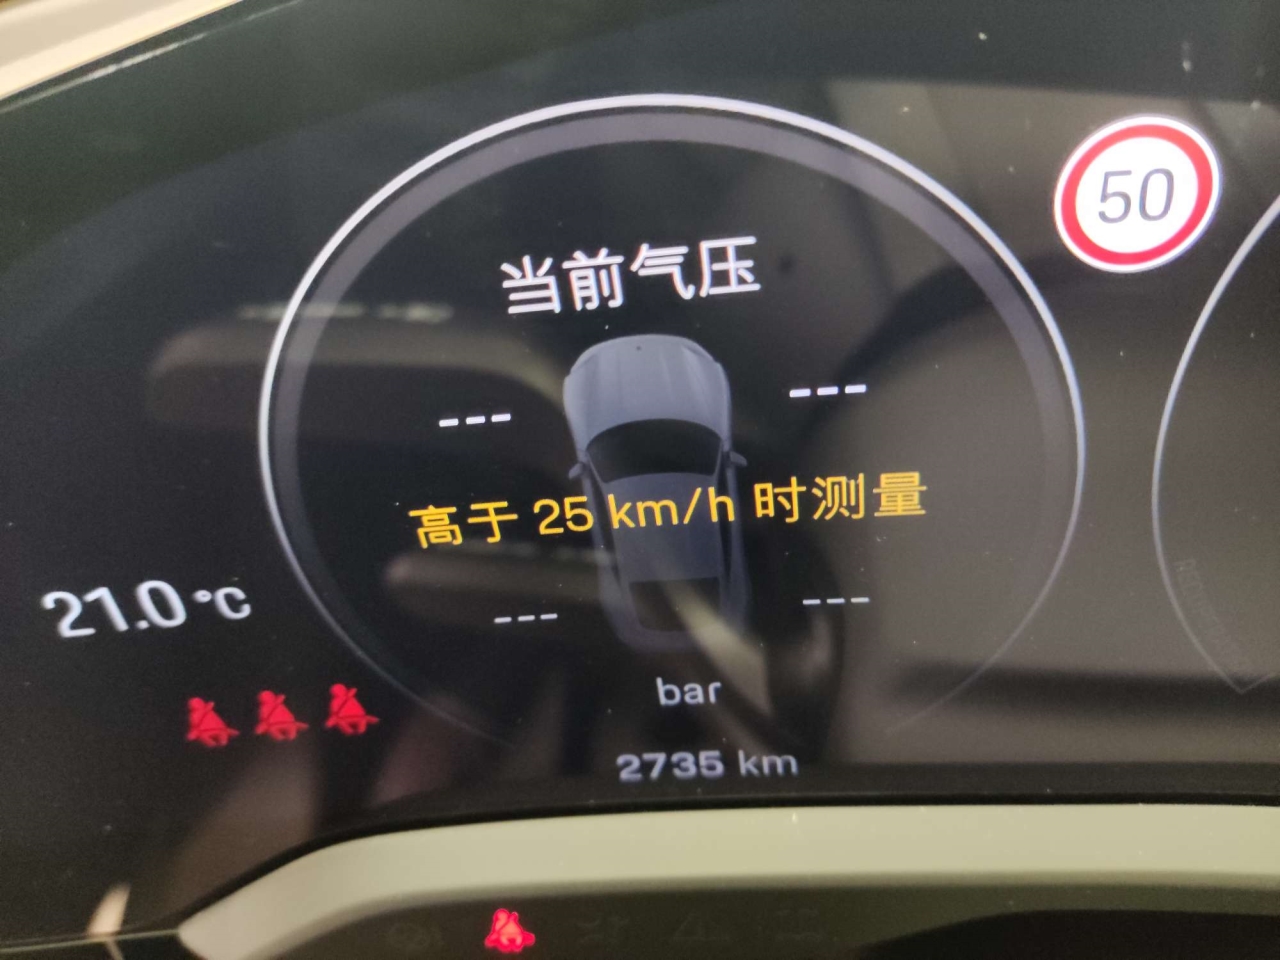 50
当前气压
--- ---
高于 25 km/h 时测量
21.0 °C
--- ---
bar
2735 km